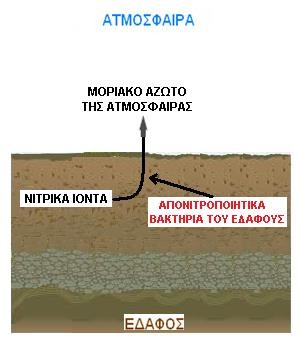 ΑΤΜΟΣΦΑΙΡΑ
ΜΟΡΙΑΚΟ ΑΖΩΤΟ
ΤΗΣ ΑΤΜΟΣΦΑΙΡΑΣ
ΝΙΤΡΙΚΑ ΙΟΝΤΑ
ΑΠΟΝΙΤΡΟΠΟΙΗΤΙΚΑ
ΒΑΚΤΗΡΙΑ ΤΟΥ ΕΔΑΦΟΥΣ
ΕΔΑΦΟΣ